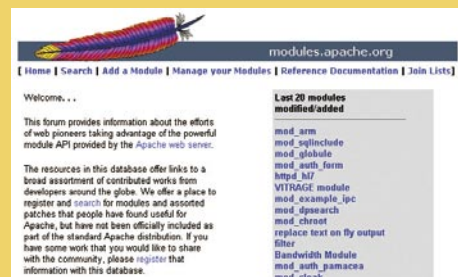 modules.apache.org
[ Home | Search | Add a Module | Manage your Modules | Reference Documentation | Join Lists]
Welcome. . .
This forum provides information about the efforts
of web pioneers taking advantage of the powerful
module API provided by the Apache web server.
The resources in this database offer links to a
broad assortment of contributed works from
developers around the globe. We offer a place to
register and search for modules and assorted
patches that people have found useful for
Apache, but have not been officially included as
part of the standard Apache distribution. If you
have some work that you would like to share
with the community, please register that
information with this database.
Last 20 modules
modified/added
mod_arm
mod_sqlinclude
mod_globule
mod_auth_form
httpd_hl7
VITRAGE module
mod_example_ipc
mod_dpsearch
mod_chroot
replace text on fly output
filter
Bandwidth Module
mod_auth_pamacea